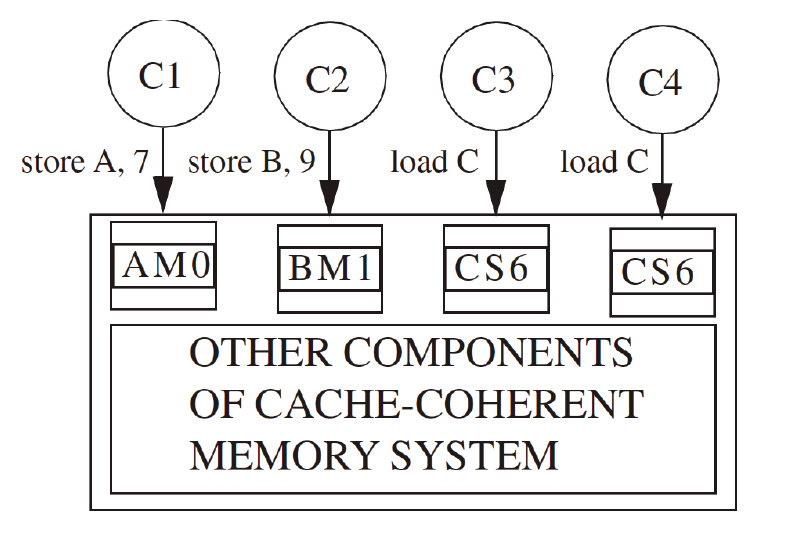 C1
C2
C3
C4
store A, 7
store B, 9
load C
load C
AM0
BM1
CS6
CS6
OTHER COMPONENTS
OF CACHE-COHERENT
MEMORY SYSTEM